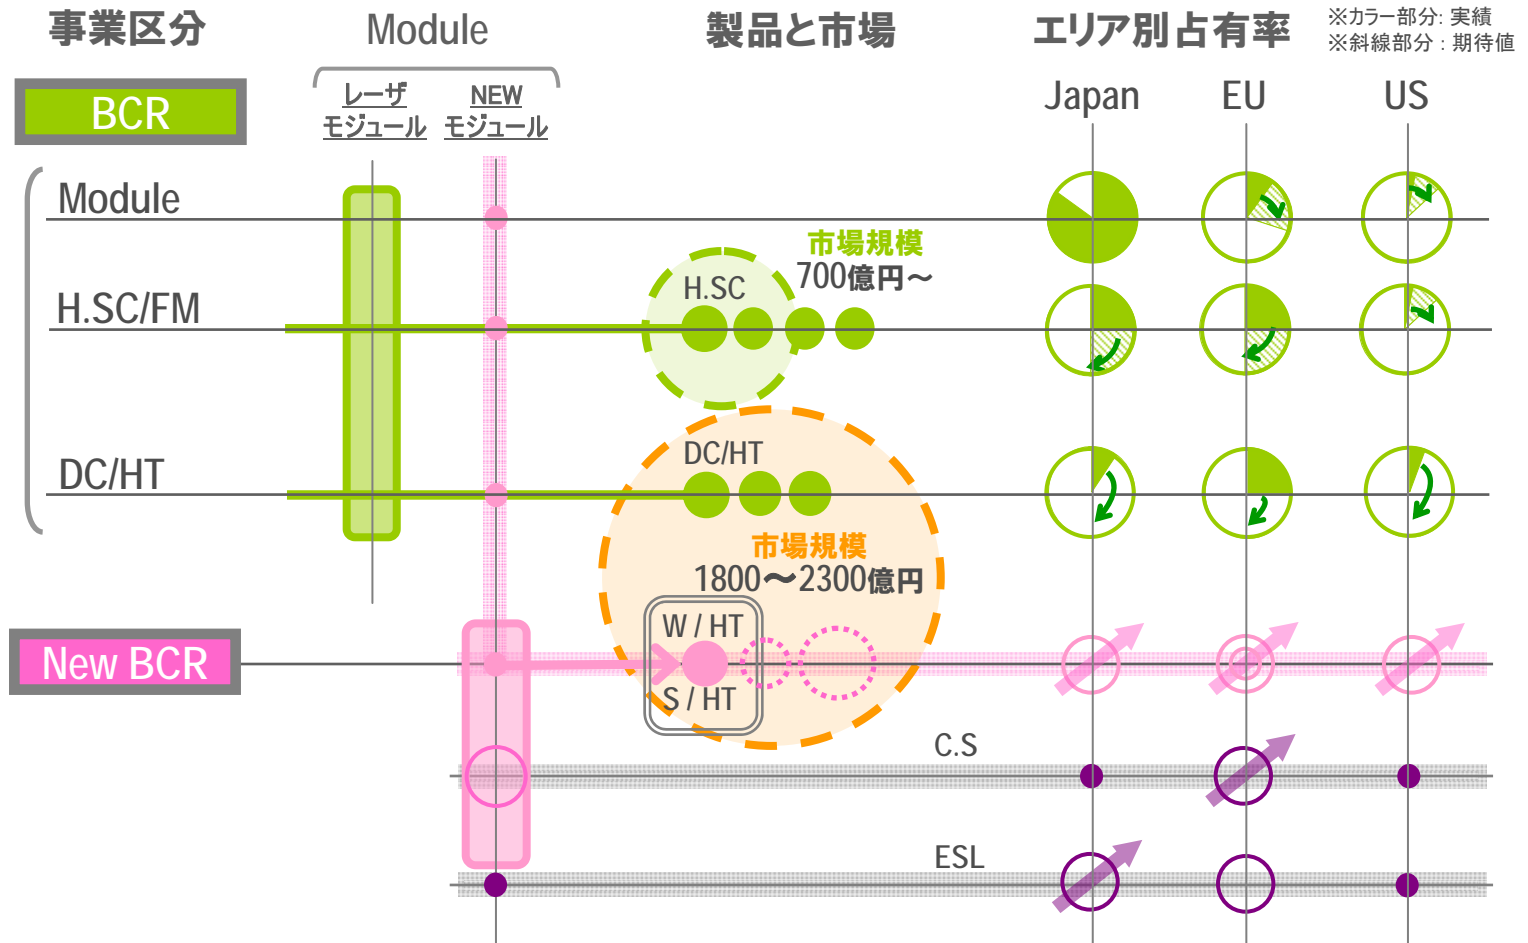 事業区分
Module
製品と市場
エリア別占有率
※カラー部分: 実績
※斜線部分 : 期待値
BCR
レーザ
モジュール
NEW
モジュール
Japan
EU
US
Module
市場規模
700億円～
H.SC
H.SC/FM
DC/HT
DC/HT
市場規模
1800～2300億円
New BCR
W / HT
S / HT
C.S
ESL